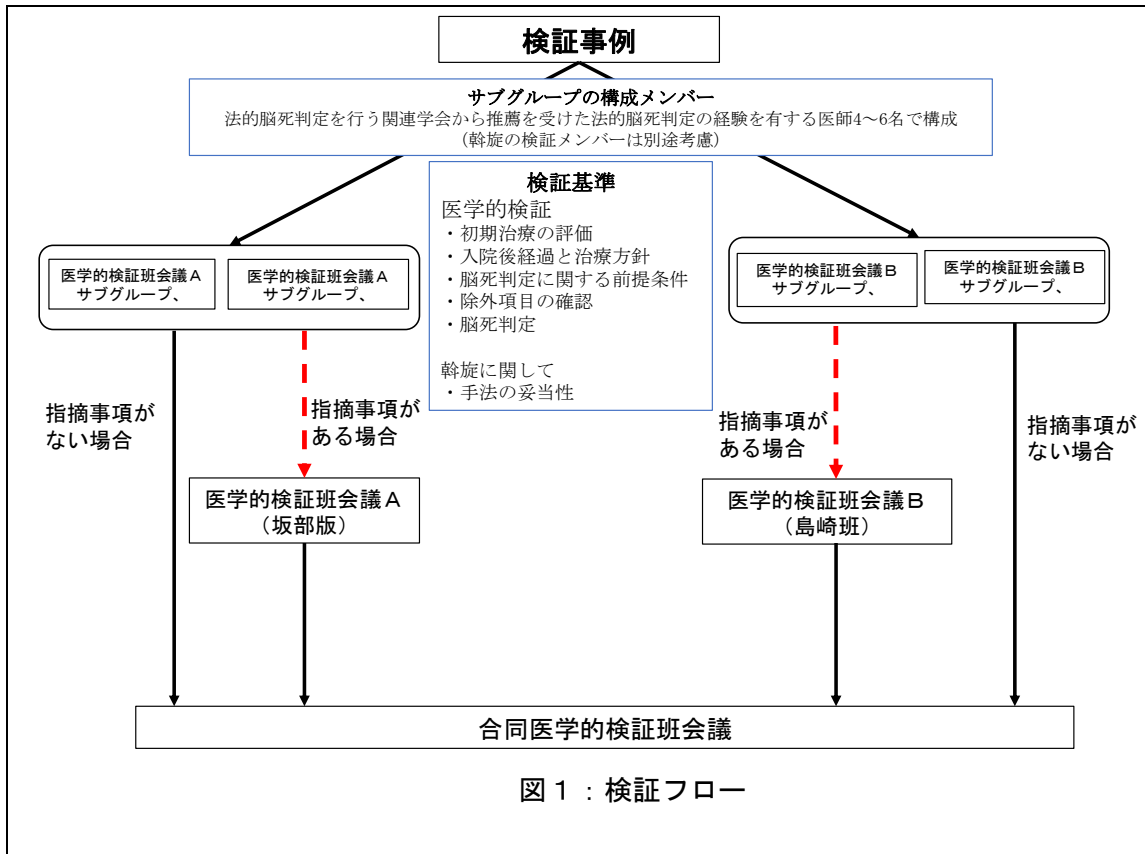 検証事例
サブグループの構成メンバー
法的脳死判定を行う関連学会から推薦を受けた法的脳死判定の経験を有する医師4～6名で構成
（斡旋の検証メンバーは別途考慮）
検証基準
医学的検証
・初期治療の評価
・入院後経過と治療方針
・脳死判定に関する前提条件
・除外項目の確認
・脳死判定
斡旋に関して
・手法の妥当性
医学的検証班会議Ａ
サブグループ、
医学的検証班会議Ａ
サブグループ、
医学的検証班会議Ｂ
サブグループ、
医学的検証班会議Ｂ
サブグループ、
指摘事項が
ない場合
指摘事項が
ある場合
指摘事項が
ある場合
指摘事項が
ない場合
医学的検証班会議Ａ
（坂部版）
医学的検証班会議Ｂ
（島崎班）
合同医学的検証班会議
図１：検証フロー